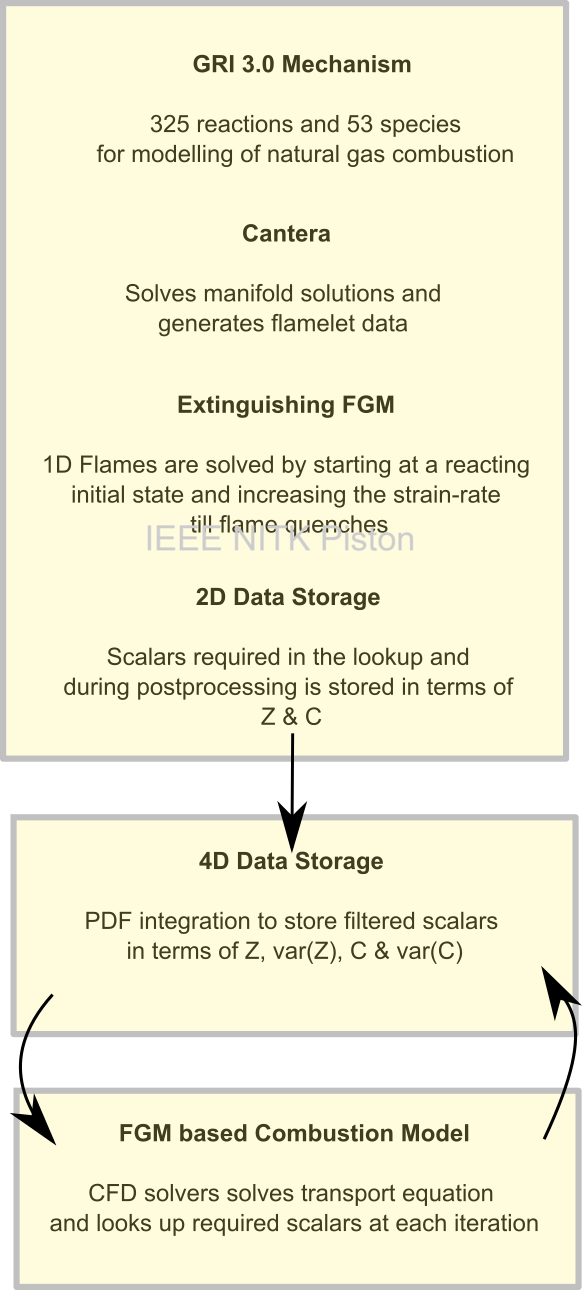 GRI 3.0 Mechanism
325 reactions and 53 species
for modelling of natural gas combustion
Cantera
Solves manifold solutions and
generates flamelet data
Extinguishing FGM
1D Flames are solved by starting at a reacting
initial state and increasing the strain-rate
till flame quenches
IEEE NITK Piston
2D Data Storage
Scalars required in the lookup and
during postprocessing is stored in terms of
Z & C
4D Data Storage
PDF integration to store filtered scalars
in terms of Z, var(Z), C & var(C)
FGM based Combustion Model
CFD solvers solves transport equation
and looks up required scalars at each iteration